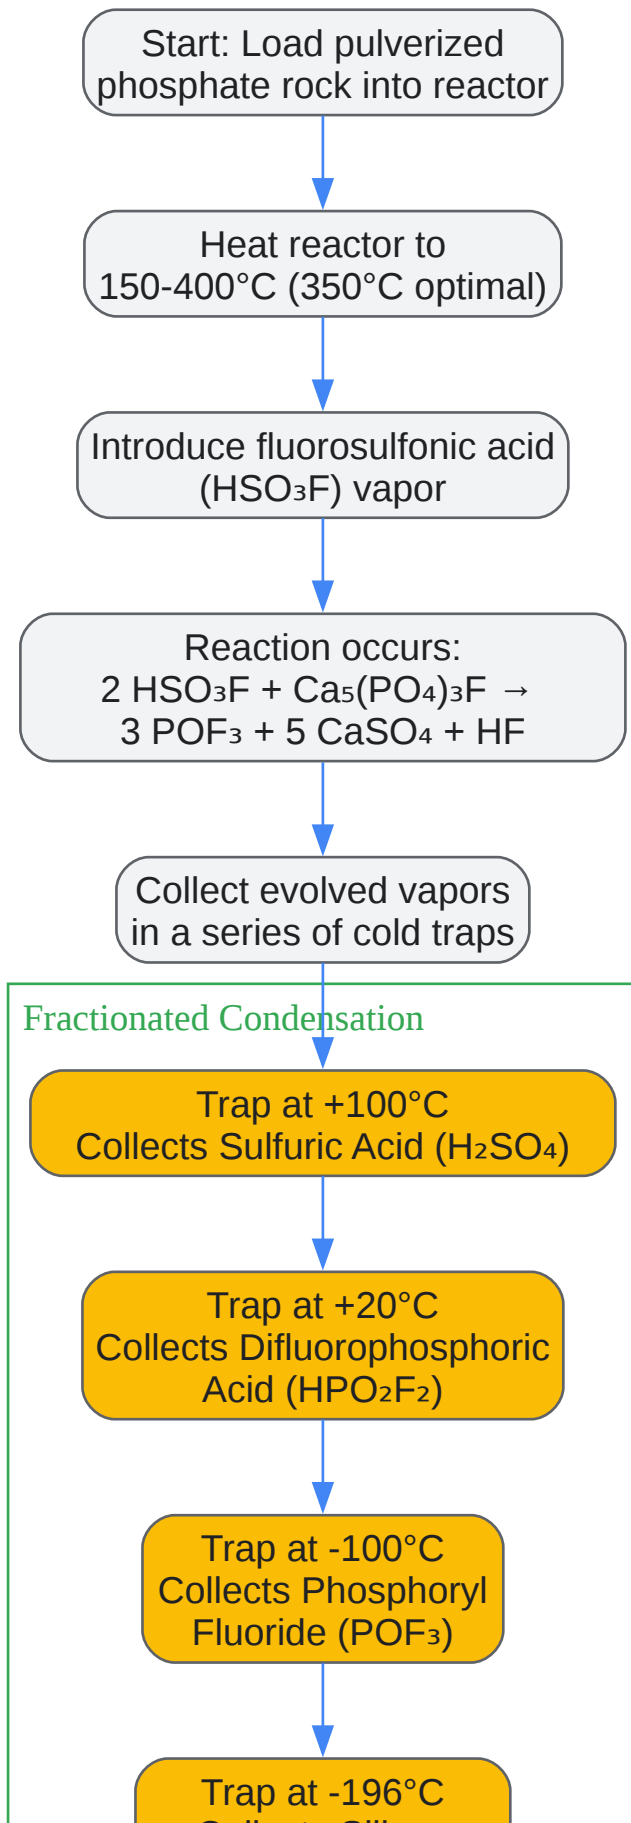 Start: Load pulverized
phosphate rock into reactor
Heat reactor to
150-400°C (350°C optimal)
Introduce fluorosulfonic acid
(HSO₃F) vapor
Reaction occurs:
2 HSO₃F + Ca₅(PO₄)₃F →
3 POF₃ + 5 CaSO₄ + HF
Collect evolved vapors
in a series of cold traps
Fractionated Condensation
Trap at +100°C
Collects Sulfuric Acid (H₂SO₄)
Trap at +20°C
Collects Difluorophosphoric
Acid (HPO₂F₂)
Trap at -100°C
Collects Phosphoryl
Fluoride (POF₃)
Trap at -196°C